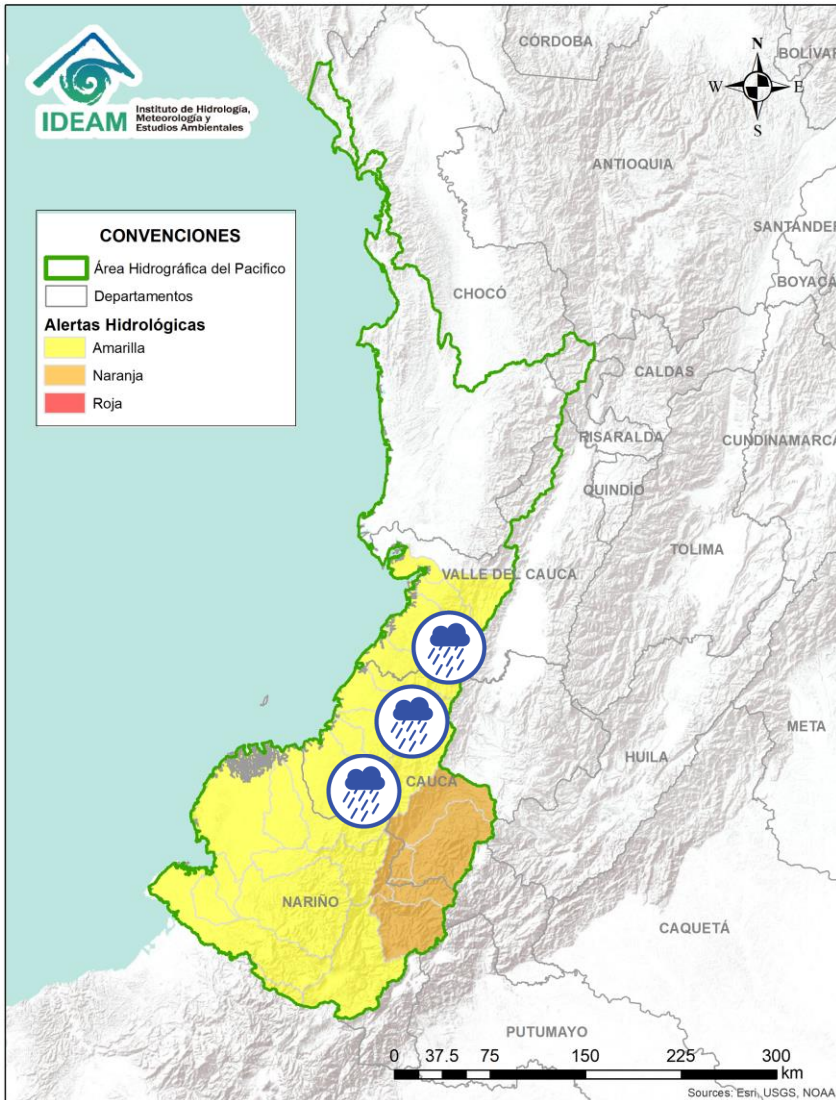 IDEAM
Instituto de Hidrología,
Meteorología y
Estudios Ambientales
N
W E
S
CONVENCIONES
Área Hidrográfica del Pacifico
Departamentos
Alertas Hidrológicas
Amarilla
Naranja
Roja
CÓRDOBA
BOLÍVAR
ANTIOQUIA
SANTANDER
BOYACÁ
CHOCÓ
CALDAS
RISARALDA
CUNDINAMARCA
QUINDÍO
TOLIMA
VALLE DEL CAUCA
META
HUILA
CAUCA
NARIÑO
CAQUETÁ
PUTUMAYO
0 37.5 75 150 225 300
km
Sources: Esri, USGS, NOAA